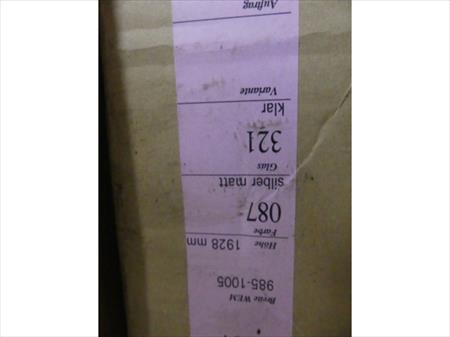 Breite WEM
985-1005
Höhe 1928 mm
Farbe
087
silber matt
Glas
321
klar
Variante
Auftrag